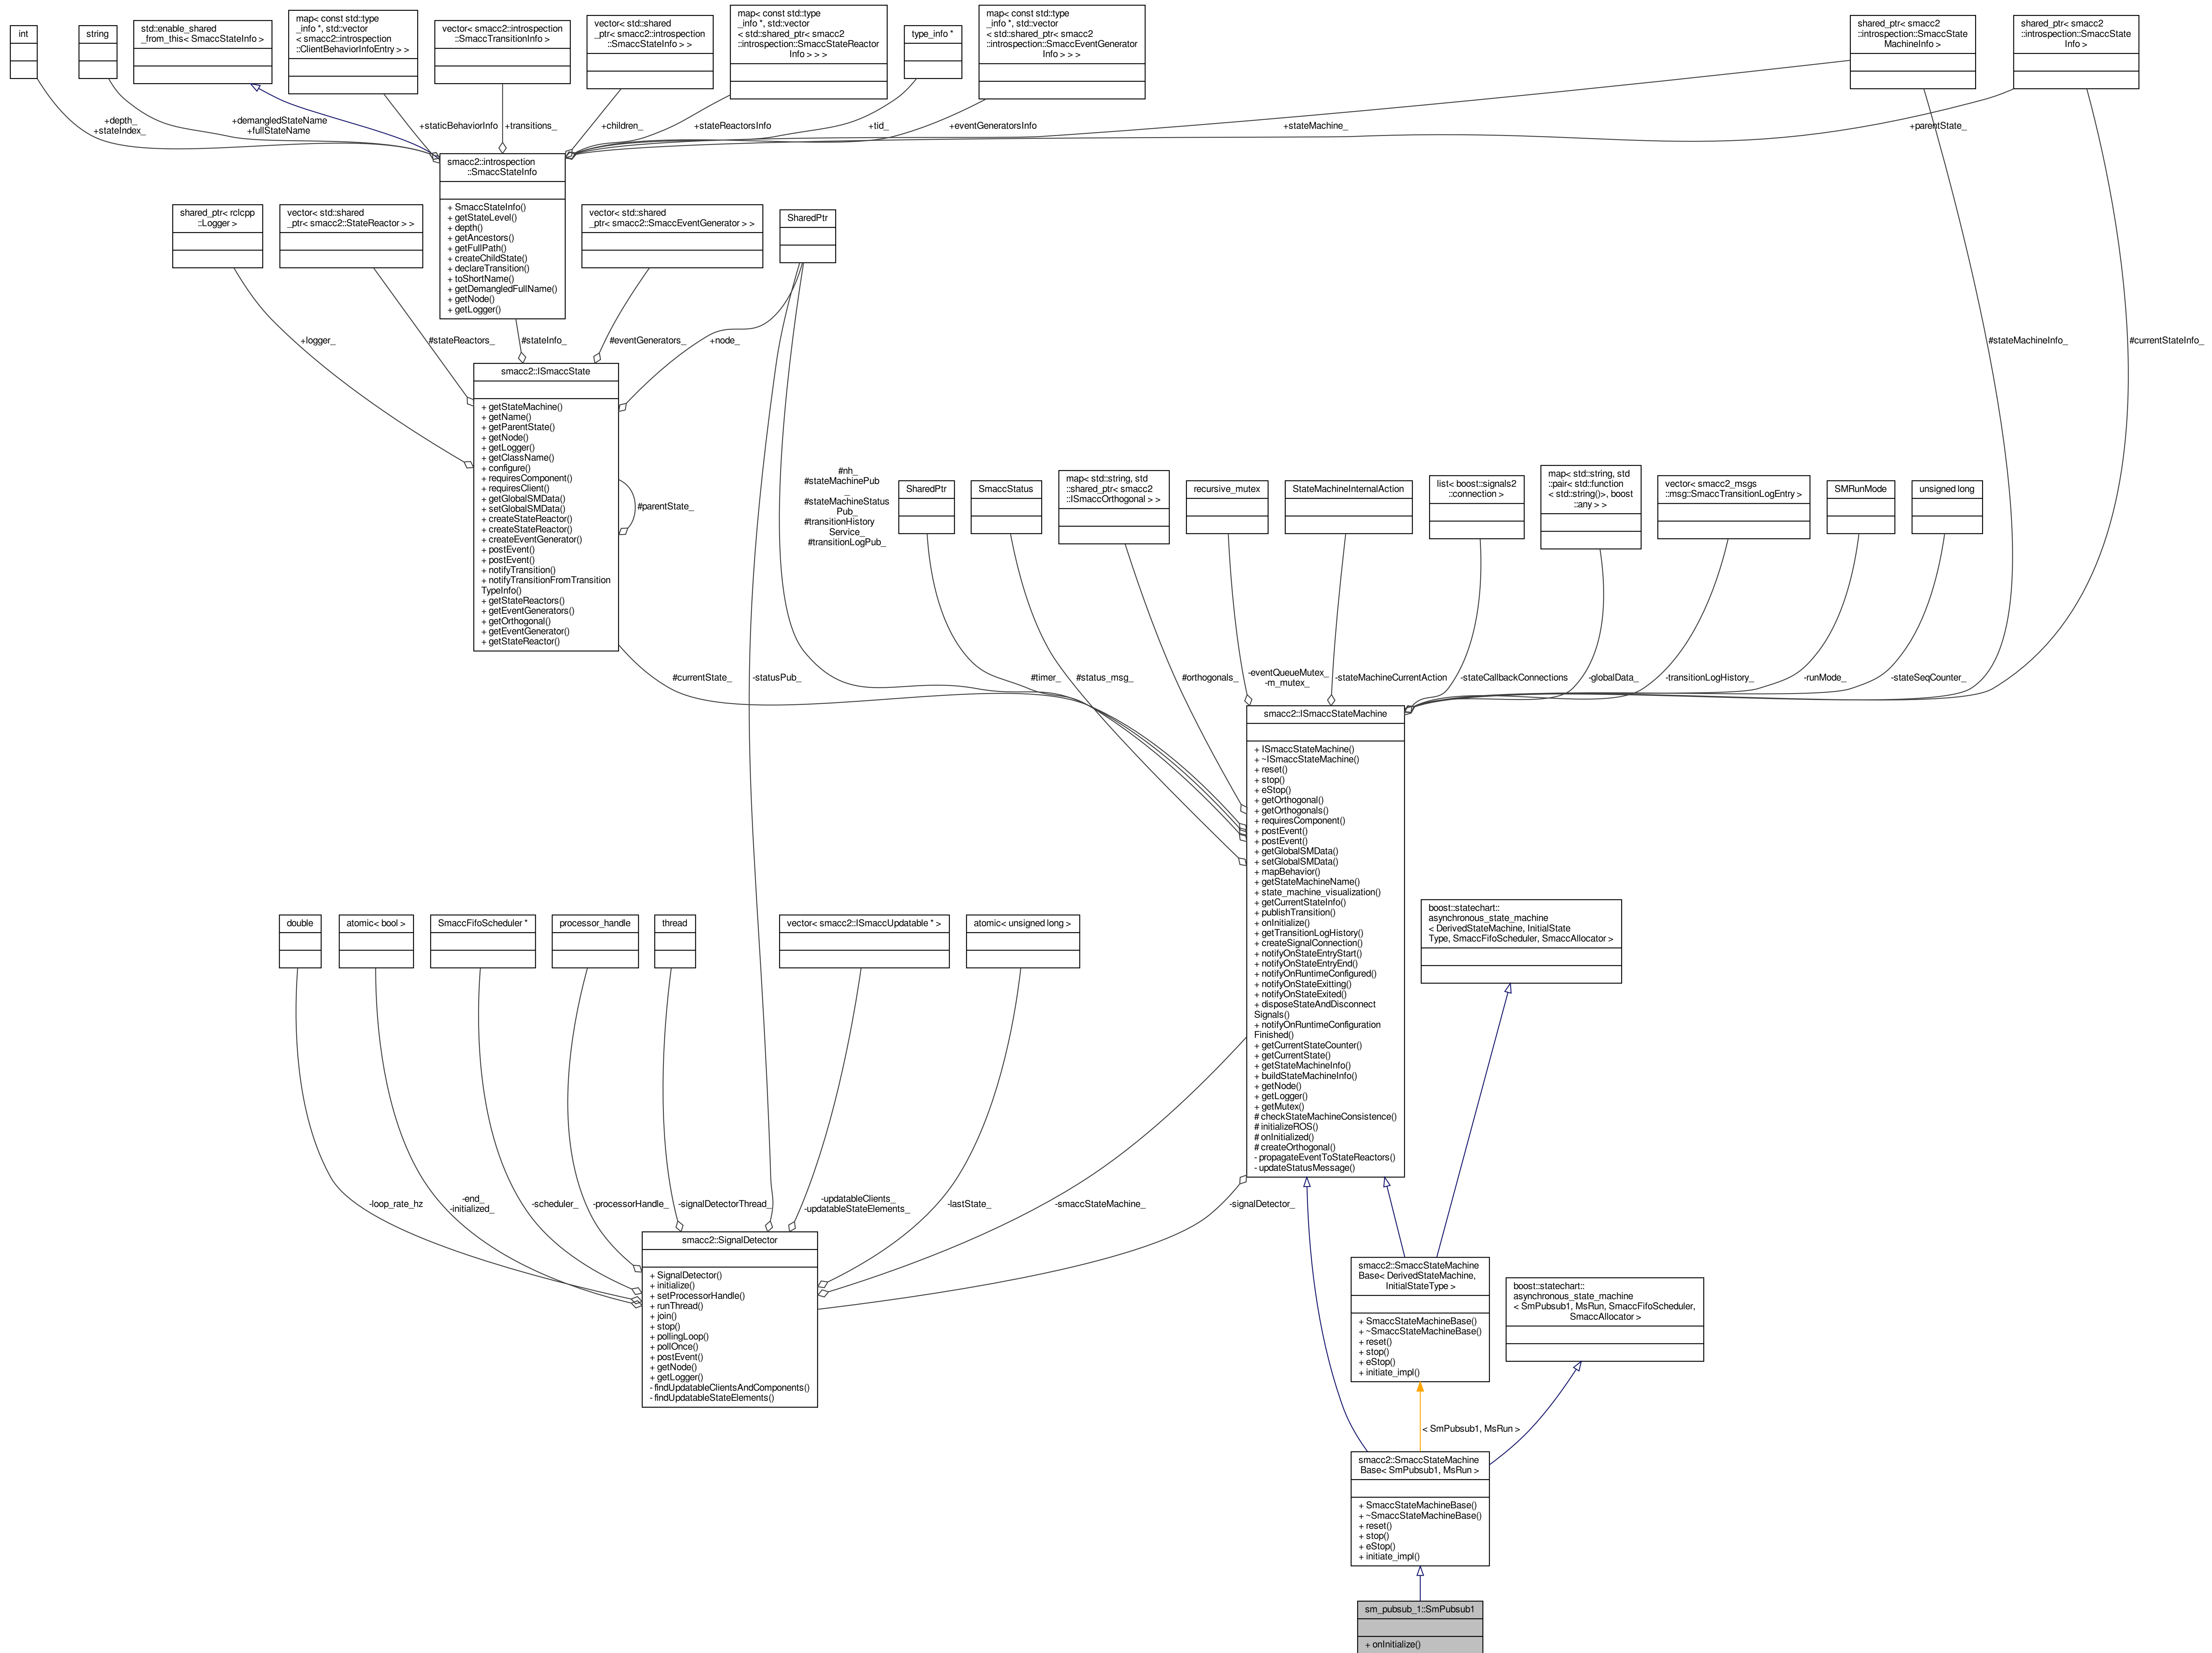 int
string
std::enable_shared
_from_this< SmaccStateInfo >
map< const std::type
_info *, std::vector
< smacc2::introspection
::ClientBehaviorInfoEntry > >
vector< smacc2::introspection
::SmaccTransitionInfo >
vector< std::shared
_ptr< smacc2::introspection
::SmaccStateInfo > >
map< const std::type
_info *, std::vector
< std::shared_ptr< smacc2
::introspection::SmaccStateReactor
Info > > >
type_info *
map< const std::type
_info *, std::vector
< std::shared_ptr< smacc2
::introspection::SmaccEventGenerator
Info > > >
shared_ptr< smacc2
::introspection::SmaccState
MachineInfo >
shared_ptr< smacc2
::introspection::SmaccState
Info >
+depth_
+stateIndex_
+demangledStateName
+fullStateName
+staticBehaviorInfo
+transitions_
+children_
+stateReactorsInfo
+tid_
+eventGeneratorsInfo
+stateMachine_
+parentState_
smacc2::introspection
::SmaccStateInfo
+ SmaccStateInfo()
+ getStateLevel()
+ depth()
+ getAncestors()
+ getFullPath()
+ createChildState()
+ declareTransition()
+ toShortName()
+ getDemangledFullName()
+ getNode()
+ getLogger()
shared_ptr< rclcpp
::Logger >
vector< std::shared
_ptr< smacc2::StateReactor > >
vector< std::shared
_ptr< smacc2::SmaccEventGenerator > >
SharedPtr
+logger_
#stateReactors_
#stateInfo_
#eventGenerators_
+node_
#stateMachineInfo_
#currentStateInfo_
smacc2::ISmaccState
+ getStateMachine()
+ getName()
+ getParentState()
+ getNode()
+ getLogger()
+ getClassName()
+ configure()
+ requiresComponent()
+ requiresClient()
+ getGlobalSMData()
+ setGlobalSMData()
+ createStateReactor()
+ createStateReactor()
+ createEventGenerator()
+ postEvent()
+ postEvent()
+ notifyTransition()
+ notifyTransitionFromTransition
TypeInfo()
+ getStateReactors()
+ getEventGenerators()
+ getOrthogonal()
+ getEventGenerator()
+ getStateReactor()
#parentState_
#nh_
#stateMachinePub
_
#stateMachineStatus
Pub_
#transitionHistory
Service_
#transitionLogPub_
SharedPtr
SmaccStatus
map< std::string, std
::shared_ptr< smacc2
::ISmaccOrthogonal > >
recursive_mutex
StateMachineInternalAction
list< boost::signals2
::connection >
map< std::string, std
::pair< std::function
< std::string()>, boost
::any > >
vector< smacc2_msgs
::msg::SmaccTransitionLogEntry >
SMRunMode
unsigned long
#currentState_
-statusPub_
#timer_
#status_msg_
#orthogonals_
-eventQueueMutex_
-m_mutex_
-stateMachineCurrentAction
-stateCallbackConnections
-globalData_
-transitionLogHistory_
-runMode_
-stateSeqCounter_
smacc2::ISmaccStateMachine
+ ISmaccStateMachine()
+ ~ISmaccStateMachine()
+ reset()
+ stop()
+ eStop()
+ getOrthogonal()
+ getOrthogonals()
+ requiresComponent()
+ postEvent()
+ postEvent()
+ getGlobalSMData()
+ setGlobalSMData()
+ mapBehavior()
+ getStateMachineName()
+ state_machine_visualization()
+ getCurrentStateInfo()
+ publishTransition()
+ onInitialize()
+ getTransitionLogHistory()
+ createSignalConnection()
+ notifyOnStateEntryStart()
+ notifyOnStateEntryEnd()
+ notifyOnRuntimeConfigured()
+ notifyOnStateExitting()
+ notifyOnStateExited()
+ disposeStateAndDisconnect
Signals()
+ notifyOnRuntimeConfiguration
Finished()
+ getCurrentStateCounter()
+ getCurrentState()
+ getStateMachineInfo()
+ buildStateMachineInfo()
+ getNode()
+ getLogger()
+ getMutex()
# checkStateMachineConsistence()
# initializeROS()
# onInitialized()
# createOrthogonal()
- propagateEventToStateReactors()
- updateStatusMessage()
boost::statechart::
asynchronous_state_machine
< DerivedStateMachine, InitialState
Type, SmaccFifoScheduler, SmaccAllocator >
double
atomic< bool >
SmaccFifoScheduler *
processor_handle
thread
vector< smacc2::ISmaccUpdatable * >
atomic< unsigned long >
-loop_rate_hz
-end_
-initialized_
-scheduler_
-processorHandle_
-signalDetectorThread_
-updatableClients_
-updatableStateElements_
-lastState_
-smaccStateMachine_
-signalDetector_
smacc2::SignalDetector
+ SignalDetector()
+ initialize()
+ setProcessorHandle()
+ runThread()
+ join()
+ stop()
+ pollingLoop()
+ pollOnce()
+ postEvent()
+ getNode()
+ getLogger()
- findUpdatableClientsAndComponents()
- findUpdatableStateElements()
smacc2::SmaccStateMachine
Base< DerivedStateMachine,
InitialStateType >
+ SmaccStateMachineBase()
+ ~SmaccStateMachineBase()
+ reset()
+ stop()
+ eStop()
+ initiate_impl()
boost::statechart::
asynchronous_state_machine
< SmPubsub1, MsRun, SmaccFifoScheduler,
SmaccAllocator >
< SmPubsub1, MsRun >
smacc2::SmaccStateMachine
Base< SmPubsub1, MsRun >
+ SmaccStateMachineBase()
+ ~SmaccStateMachineBase()
+ reset()
+ stop()
+ eStop()
+ initiate_impl()
sm_pubsub_1::SmPubsub1
+ onInitialize()